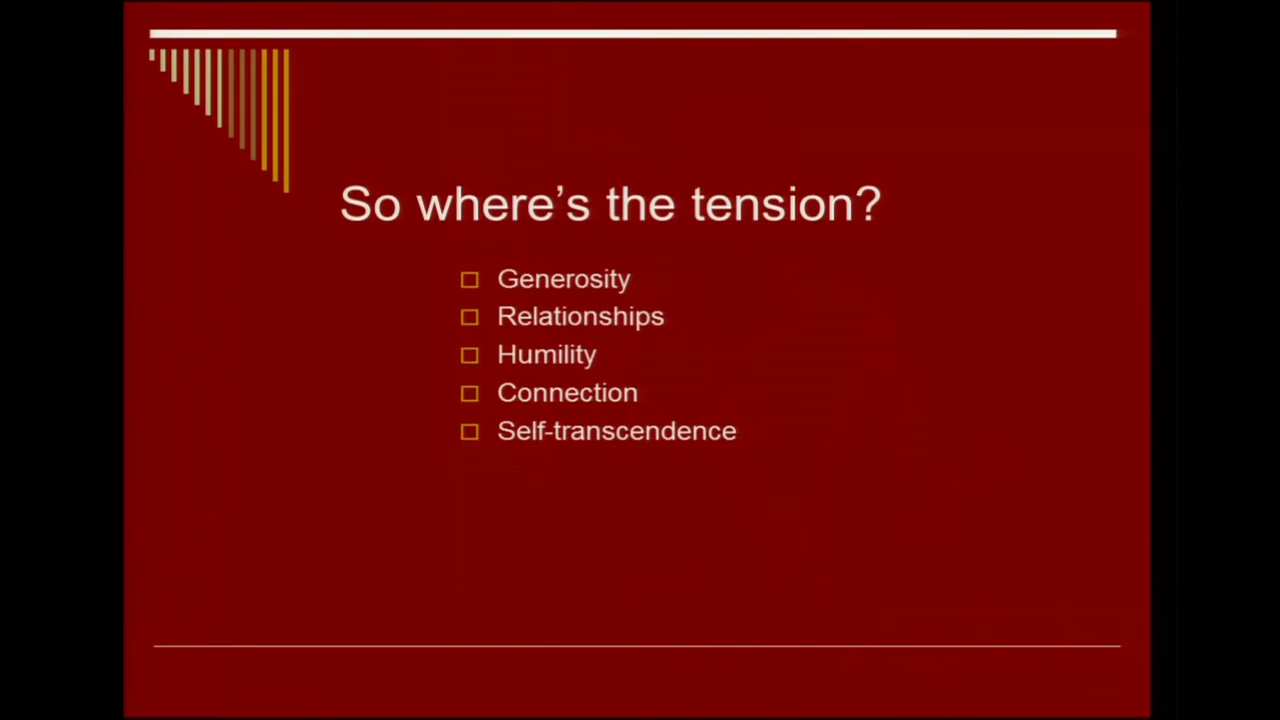 So where’s the tension?
Generosity
Relationships
Humility
Connection
Self-transcendence